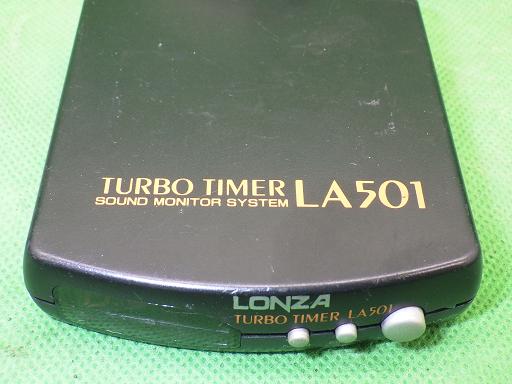 TURBO TIMER LA501
SOUND MONITOR SYSTEM
LONZA
TURBO TIMER LA501